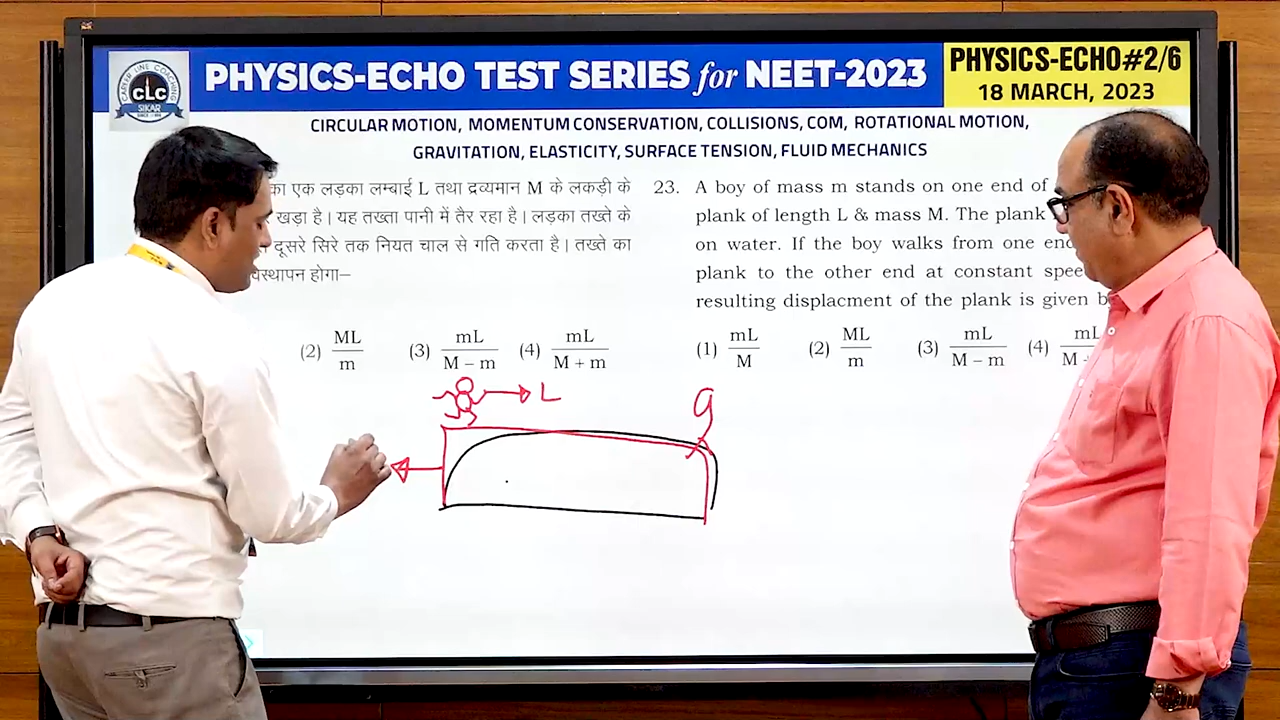 PHYSICS-ECHO TEST SERIES for NEET-2023
PHYSICS-ECHO#2/6
18 MARCH, 2023
CAREER LINE COACHING
CLC
SIKAR
CIRCULAR MOTION, MOMENTUM CONSERVATION, COLLISIONS, COM, ROTATIONAL MOTION,
GRAVITATION, ELASTICITY, SURFACE TENSION, FLUID MECHANICS
का एक लड़का लम्बाई L तथा द्रव्यमान M के लकड़ी के
खड़ा है। यह तख्ता पानी में तैर रहा है। लड़का तख्ते के
दूसरे सिरे तक नियत चाल से गति करता है। तख्ते का
होगा–
(2) ML/m (3) mL/M – m (4) mL/M + m
23. A boy of mass m stands on one end of
plank of length L & mass M. The plank
on water. If the boy walks from one end
plank to the other end at constant
resulting displacment of the plank is given
(1) mL/M (2) ML/m (3) mL/M – m (4) mL/M
L